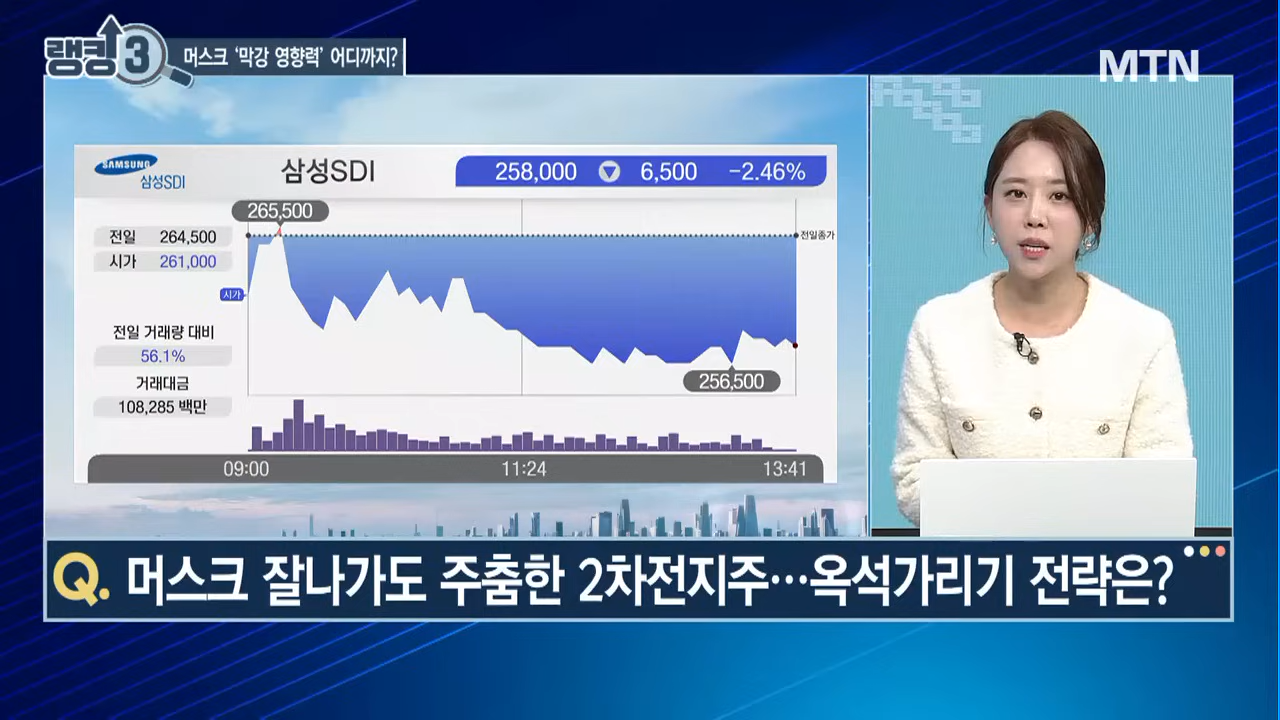 랭킹3
머스크 '막강 영향력' 어디까지?
MTN
SAMSUNG
삼성SDI
삼성SDI
258,000 ▼ 6,500 -2.46%
265,500
전일 264,500
전일종가
시가 261,000
시가
전일 거래량 대비
56.1%
256,500
거래대금
108,285 백만
09:00 11:24 13:41
Q. 머스크 잘나가도 주춤한 2차전지주…옥석가리기 전략은?